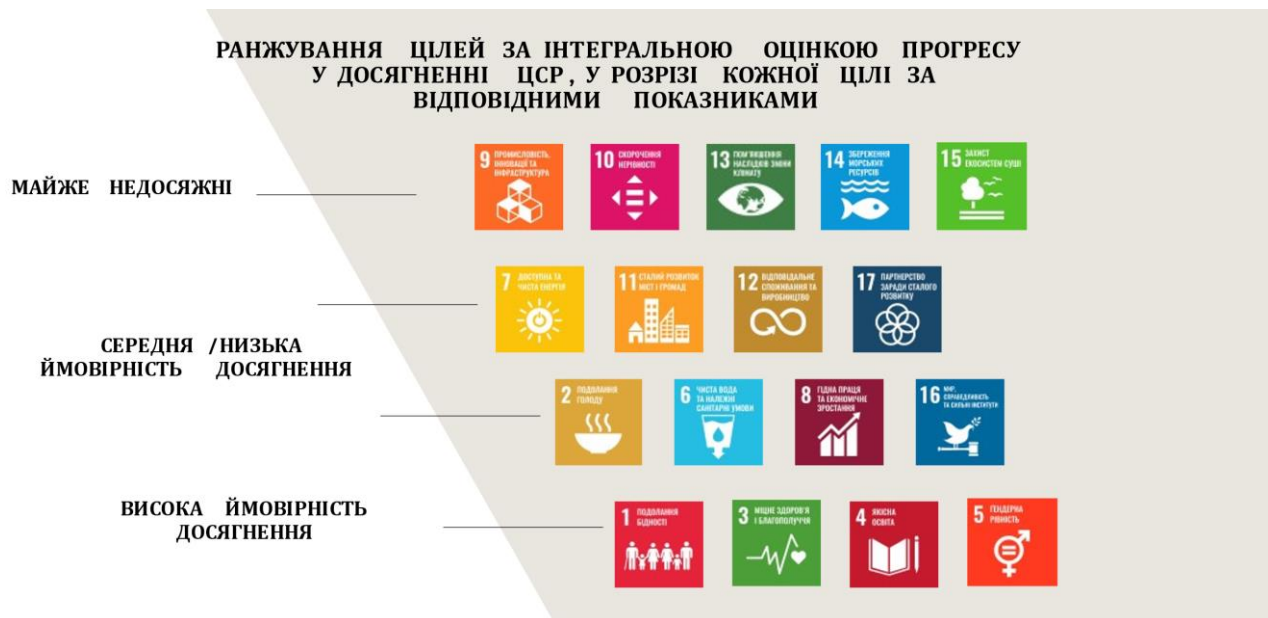 РАНЖУВАННЯ ЦІЛЕЙ ЗА ІНТЕГРАЛЬНОЮ ОЦІНКОЮ ПРОГРЕСУ
У ДОСЯГНЕННІ ЦСР, У РОЗРІЗІ КОЖНОЇ ЦІЛІ ЗА
ВІДПОВІДНИМИ ПОКАЗНИКАМИ
МАЙЖЕ НЕДОСЯЖНІ
9 ПРОМИСЛОВІСТЬ,
ІННОВАЦІЇ ТА
ІНФРАСТРУКТУРА
10 СКОРОЧЕННЯ
НЕРІВНОСТІ
13 ПОМ'ЯКШЕННЯ
НАСЛІДКІВ ЗМІНИ
КЛІМАТУ
14 ЗБЕРЕЖЕННЯ
МОРСЬКИХ
РЕСУРСІВ
15 ЗАХИСТ
ЕКОСИСТЕМ СУШІ
7 ДОСТУПНА ТА
ЧИСТА ЕНЕРГІЯ
11 СТАЛИЙ РОЗВИТОК
МІСТ І ГРОМАД
12 ВІДПОВІДАЛЬНЕ
СПОЖИВАННЯ ТА
ВИРОБНИЦТВО
17 ПАРТНЕРСТВО
ЗАРАДИ СТАЛОГО
РОЗВИТКУ
СЕРЕДНЯ /НИЗЬКА
ЙМОВІРНІСТЬ ДОСЯГНЕННЯ
2 ПОДОЛАННЯ
ГОЛОДУ
6 ЧИСТА ВОДА
ТА НАЛЕЖНІ
САНІТАРНІ УМОВИ
8 ГІДНА ПРАЦЯ
ТА ЕКОНОМІЧНЕ
ЗРОСТАННЯ
16 МИР,
СПРАВЕДЛИВІСТЬ
ТА СИЛЬНІ ІНСТИТУТИ
ВИСОКА ЙМОВІРНІСТЬ
ДОСЯГНЕННЯ
1 ПОДОЛАННЯ
БІДНОСТІ
3 МІЦНЕ ЗДОРОВ'Я
І БЛАГОПОЛУЧЧЯ
4 ЯКІСНА
ОСВІТА
5 ГЕНДЕРНА
РІВНІСТЬ